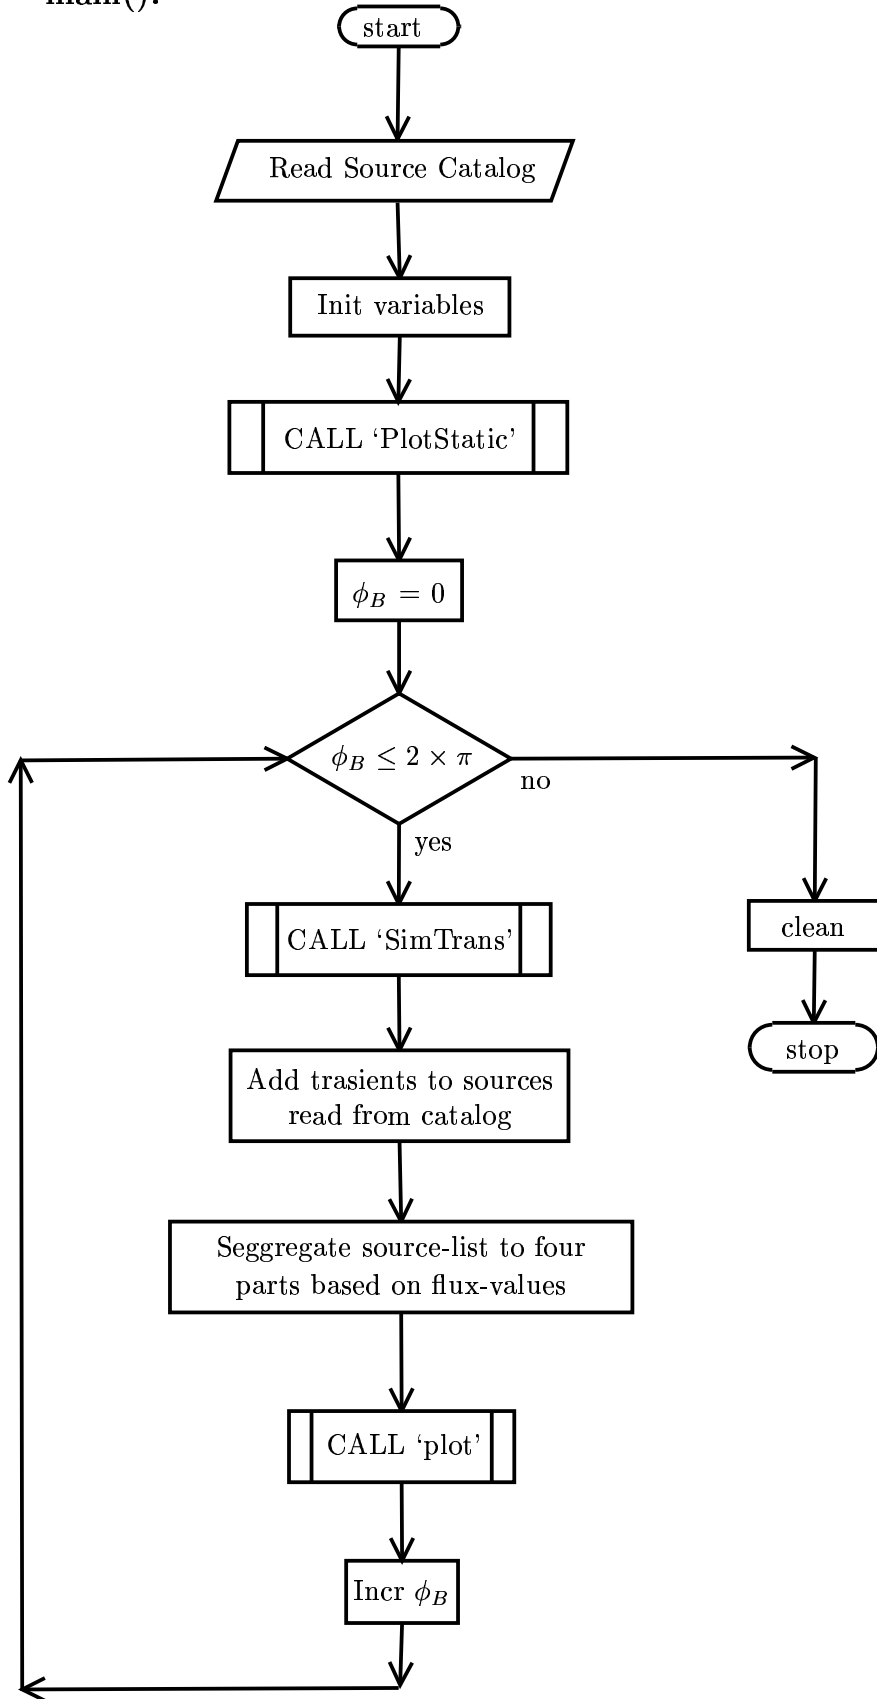 main():
start
Read Source Catalog
Init variables
CALL ‘PlotStatic’
ϕ_B = 0
ϕ_B ≤ 2 × π
no
yes
CALL ‘SimTrans’
clean
stop
Add trasients to sources
read from catalog
Seggregate source-list to four
parts based on flux-values
CALL ‘plot’
Incr ϕ_B